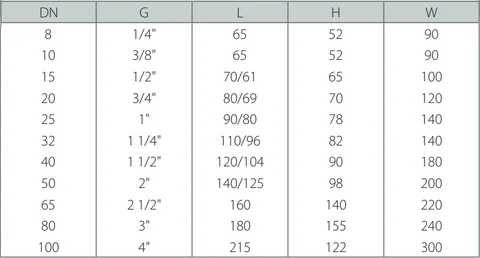 DN G L H W
8 1/4" 65 52 90
10 3/8" 65 52 90
15 1/2" 70/61 65 100
20 3/4" 80/69 70 120
25 1" 90/80 78 140
32 1 1/4" 110/96 82 140
40 1 1/2" 120/104 90 180
50 2" 140/125 98 200
65 2 1/2" 160 140 220
80 3" 180 155 240
100 4" 215 122 300